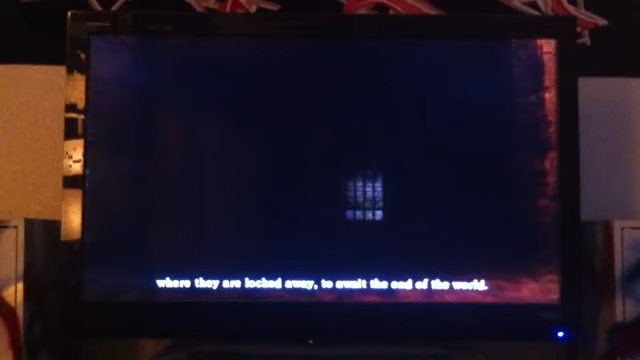 where they are locked away, to await the end of the world.